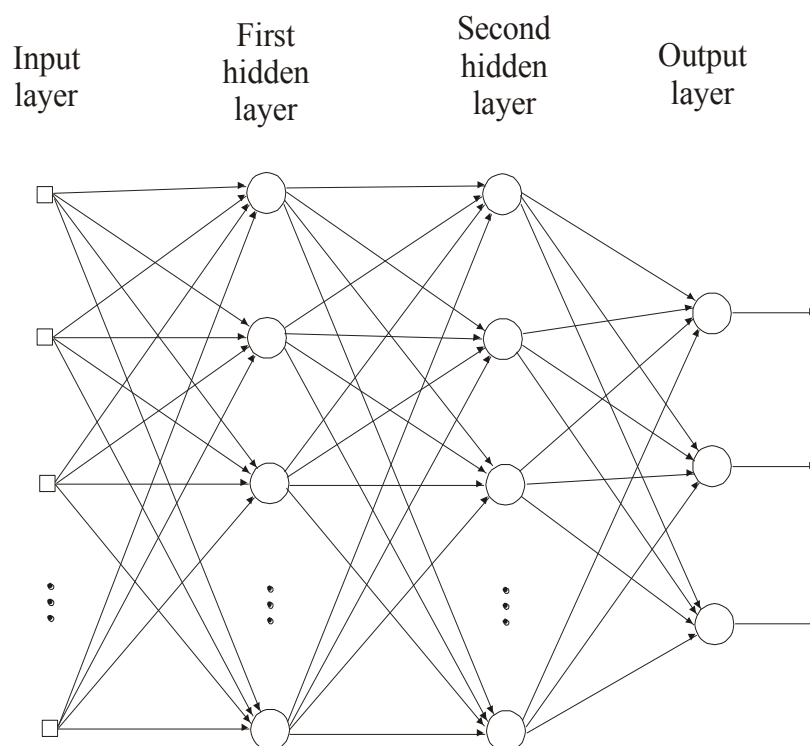 Input
layer
First
hidden
layer
Second
hidden
layer
Output
layer